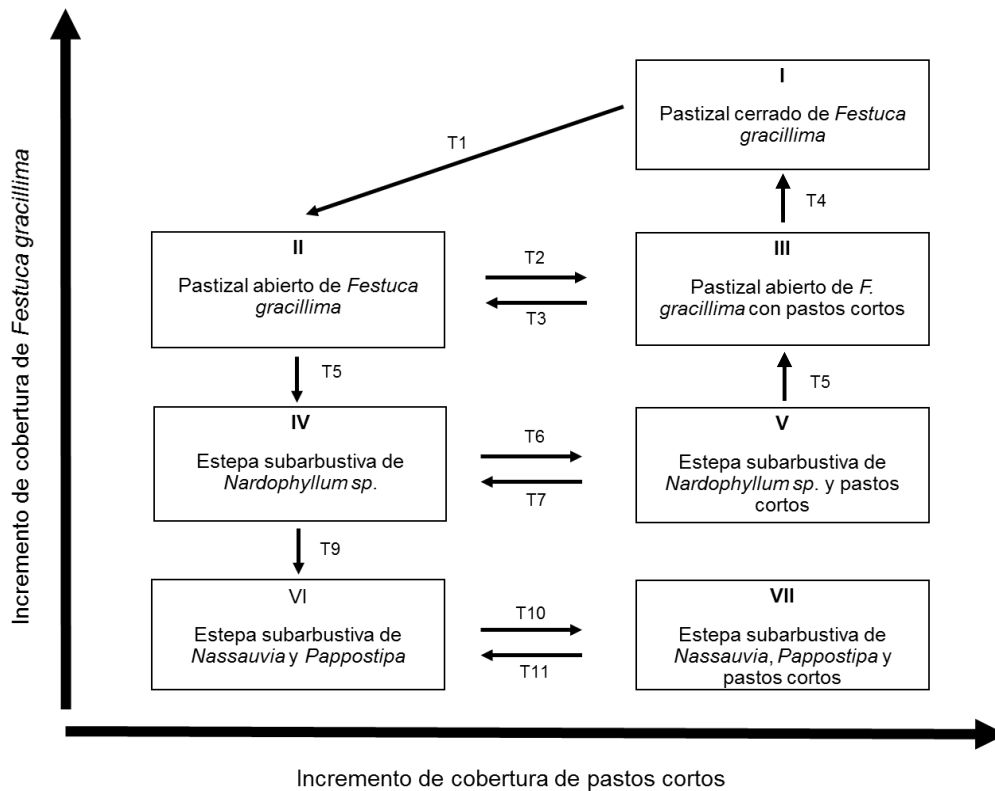 Incremento de cobertura de Festuca gracillima
I
Pastizal cerrado de Festuca
gracillima
T1
T4
II
Pastizal abierto de Festuca
gracillima
T2
T3
III
Pastizal abierto de F.
gracillima con pastos cortos
T5
T5
IV
Estepa subarbustiva de
Nardophyllum sp.
T6
T7
V
Estepa subarbustiva de
Nardophyllum sp. y pastos
cortos
T9
VI
Estepa subarbustiva de
Nassauvia y Pappostipa
T10
T11
VII
Estepa subarbustiva de
Nassauvia, Pappostipa y
pastos cortos
Incremento de cobertura de pastos cortos